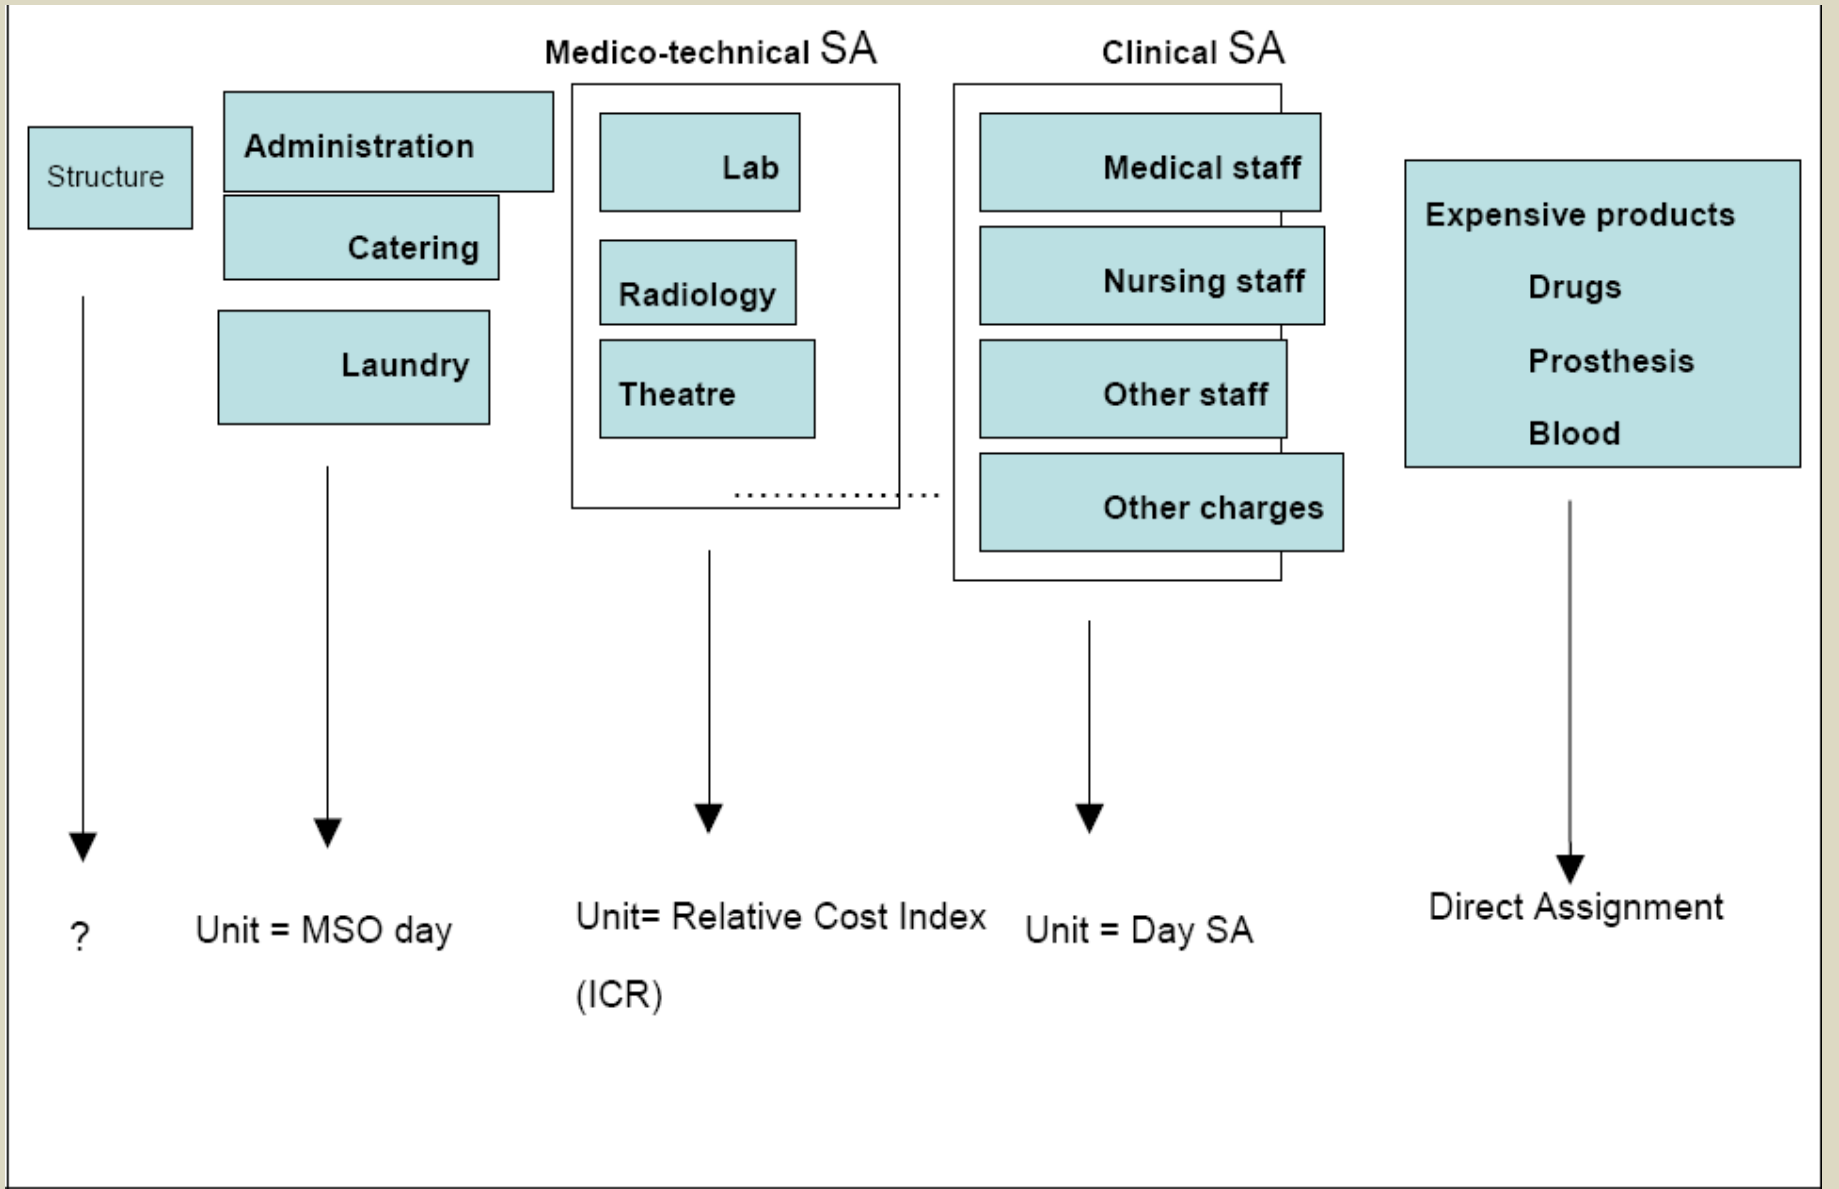 Medico-technical SA
Clinical SA
Structure
Administration
Catering
Laundry
Lab
Radiology
Theatre
Medical staff
Nursing staff
Other staff
Other charges
Expensive products
Drugs
Prosthesis
Blood
?
Unit = MSO day
Unit= Relative Cost Index
(ICR)
Unit = Day SA
Direct Assignment